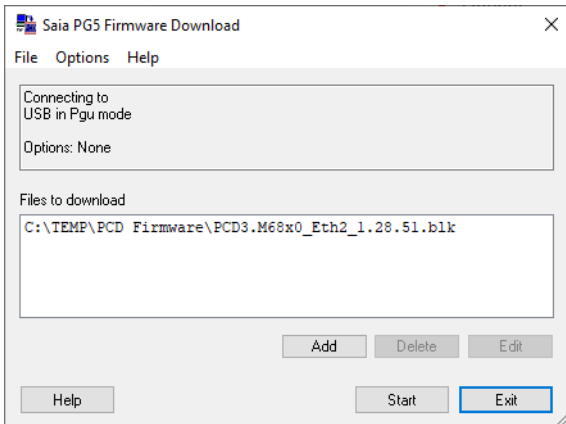 Saia PG5 Firmware Download
File Options Help
Connecting to
USB in Pgu mode
Options: None
Files to download
C:\TEMP\PCD Firmware\PCD3.M68x0_Eth2_1.28.51.blk
Add Delete Edit
Help Start Exit